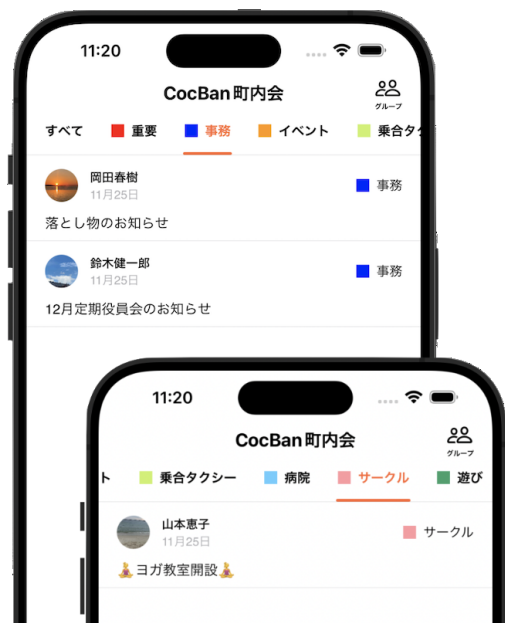 11:20
CocBan町内会
グループ
すべて 重要 事務 イベント 乗合タク
岡田春樹
11月25日
事務
落とし物のお知らせ
鈴木健一郎
11月25日
事務
12月定期役員会のお知らせ
11:20
CocBan町内会
グループ
ト 乗合タクシー 病院 サークル 遊び
山本恵子
11月25日
サークル
🧘ヨガ教室開設🧘